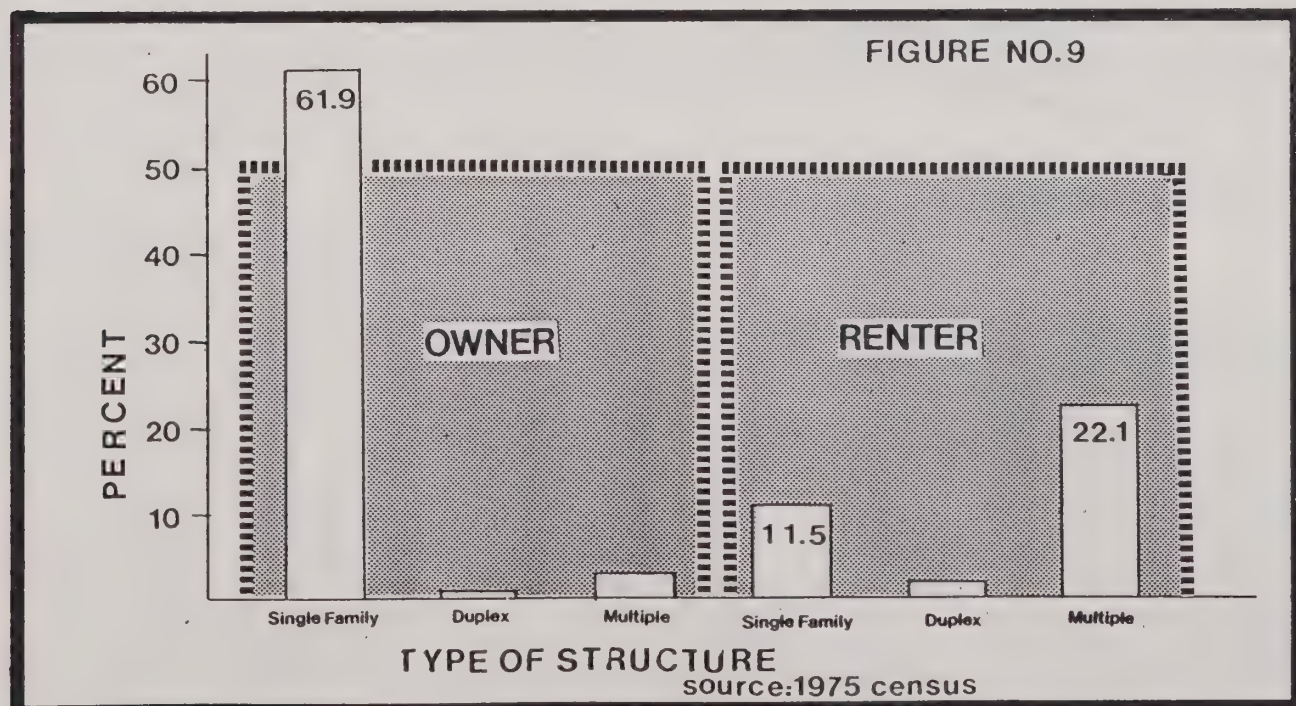 FIGURE NO.9
60
61.9
50
40
30
20
10
PERCENT
OWNER
RENTER
11.5
22.1
Single Family Duplex Multiple Single Family Duplex Multiple
TYPE OF STRUCTURE
source:1975 census